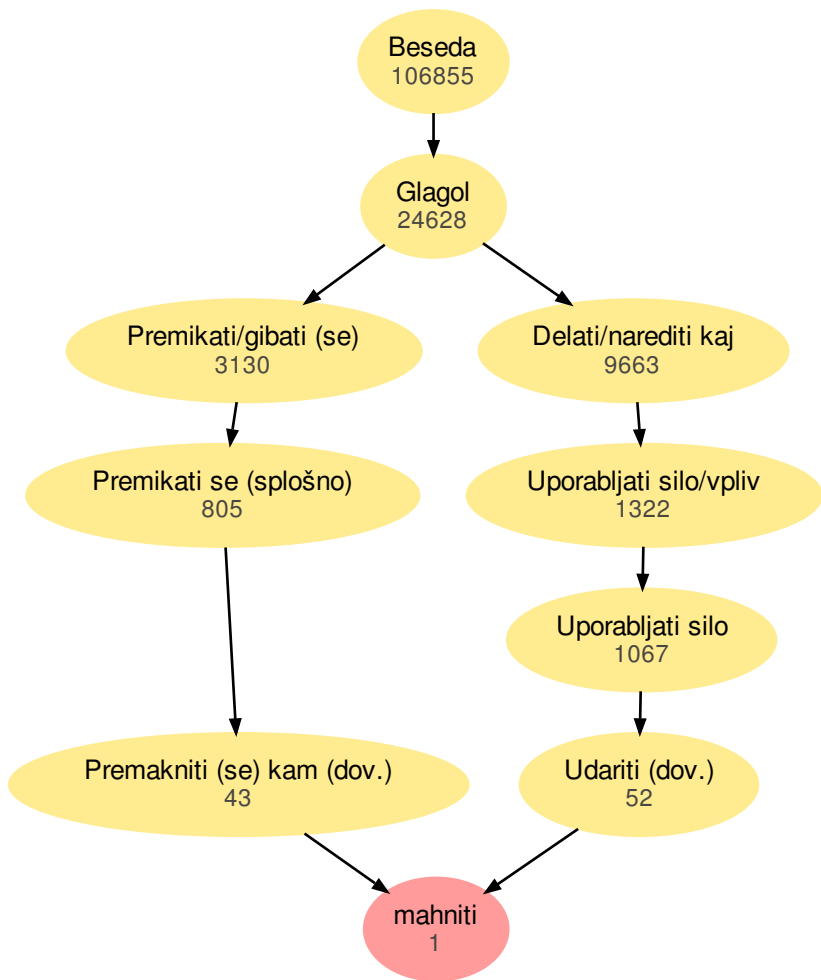 Beseda
106855
Glagol
24628
Premikati/gibati (se)
3130
Delati/narediti kaj
9663
Premikati se (splošno)
805
Uporabljati silo/vpliv
1322
Uporabljati silo
1067
Premakniti (se) kam (dov.)
43
Udariti (dov.)
52
mahniti
1